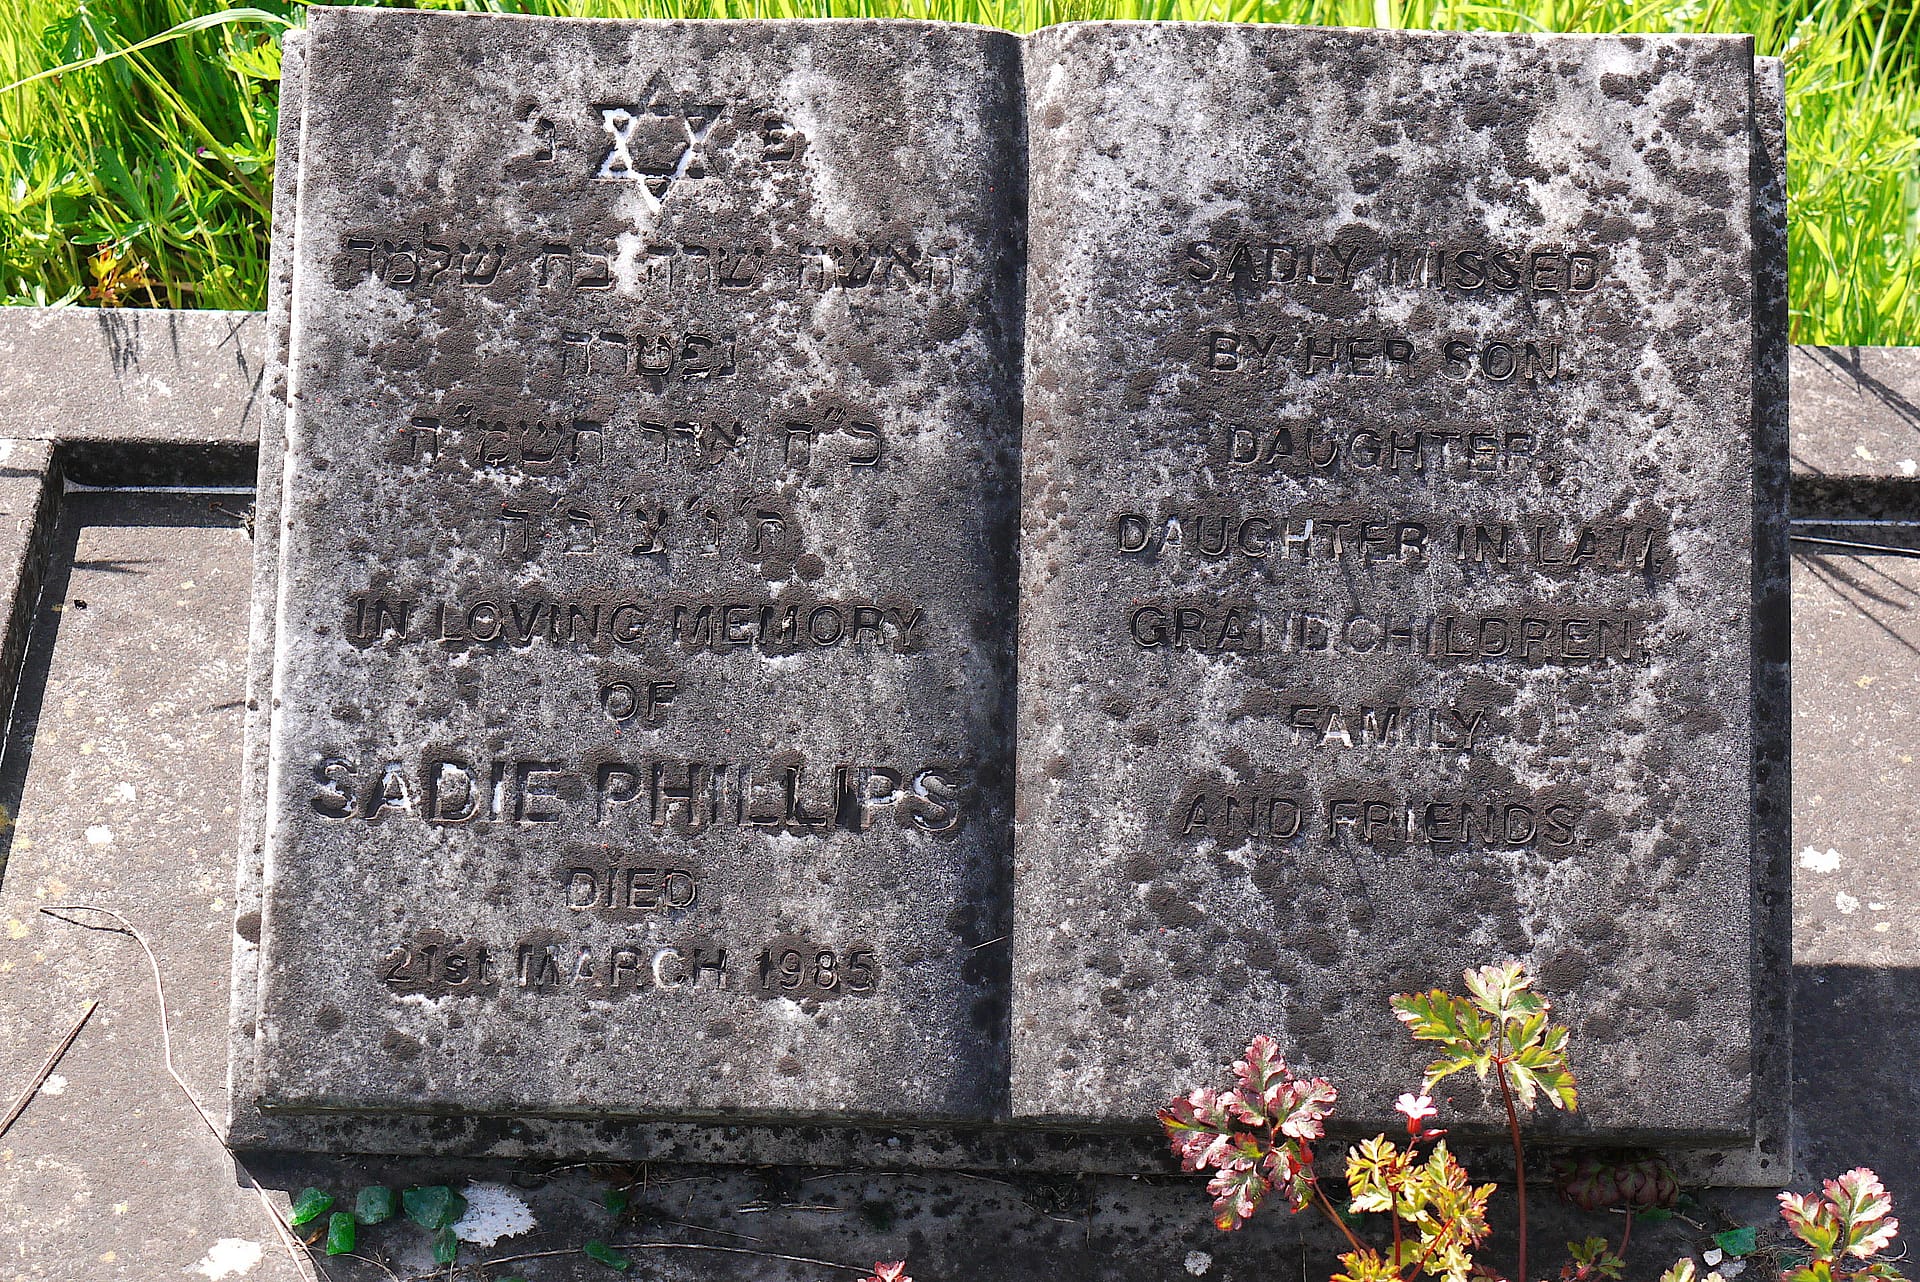 פ נ
האשה שרה בת שלמה
נפטרה
כ״ח אדר תשמ״ה
ת׳ נ׳ צ׳ ב׳ ה
IN LOVING MEMORY
OF
SADIE PHILLIPS
DIED
21st MARCH 1985
SADLY MISSED
BY HER SON,
DAUGHTER,
DAUGHTER IN LAW,
GRANDCHILDREN,
FAMILY
AND FRIENDS.